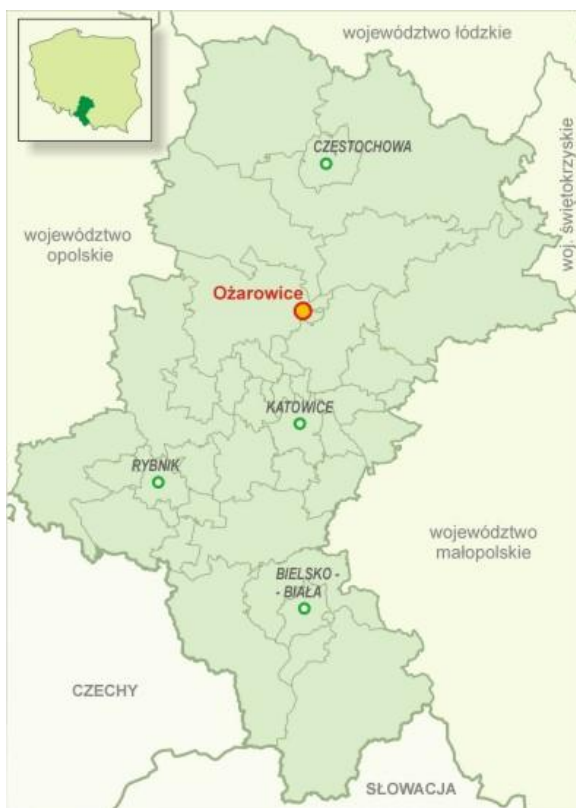 województwo łódzkie
CZĘSTOCHOWA
woj. świętokrzyskie
województwo
opolskie
Ożarowice
KATOWICE
RYBNIK
województwo
małopolskie
BIELSKO -
- BIAŁA
CZECHY
SŁOWACJA